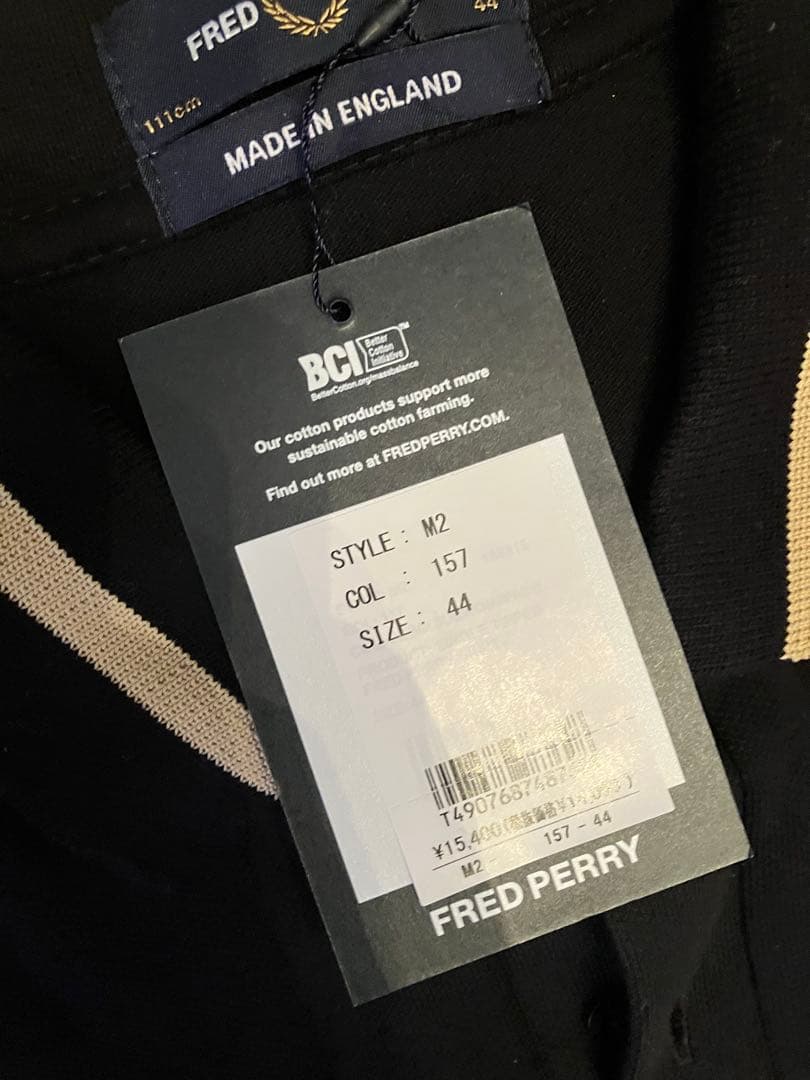 FRED
44
111cm
MADE IN ENGLAND
BCI Better Cotton Initiative™
BetterCotton.org/massbalance
Our cotton products support more
sustainable cotton farming.
Find out more at FREDPERRY.COM.
STYLE : M2
COL : 157
SIZE : 44
T490768748
¥15,400
M2 - 157 - 44
FRED PERRY